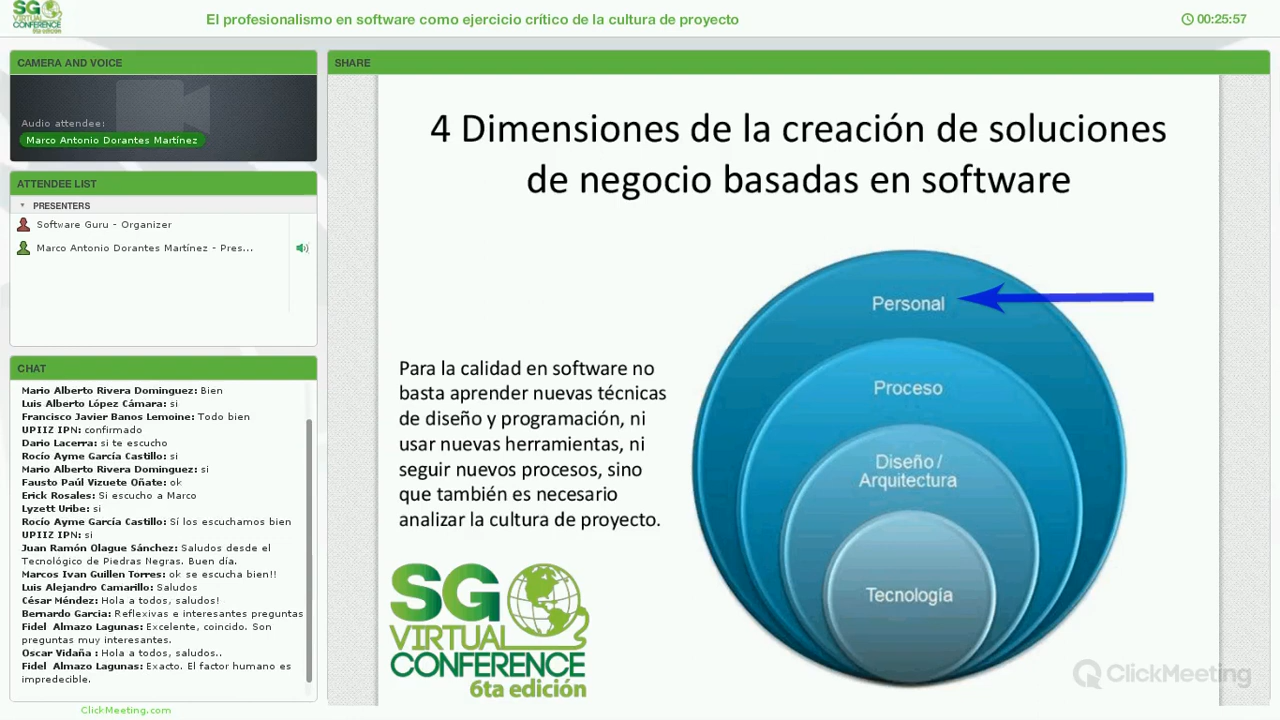 SG
VIRTUAL
CONFERENCE
6ta edición
El profesionalismo en software como ejercicio crítico de la cultura de proyecto
00:25:57
CAMERA AND VOICE
Audio attendee:
Marco Antonio Dorantes Martínez
ATTENDEE LIST
PRESENTERS
Software Guru - Organizer
Marco Antonio Dorantes Martínez - Pres...
CHAT
Mario Alberto Rivera Dominguez: Bien
Luis Alberto López Cámara: si
Francisco Javier Banos Lemoine: Todo bien
UPIIZ IPN: confirmado
Dario Lacerra: si te escucho
Rocío Ayme García Castillo: si
Mario Alberto Rivera Dominguez: si
Fausto Paúl Vizuete Oñate: ok
Erick Rosales: Si escucho a Marco
Lyzett Uribe: si
Rocío Ayme García Castillo: Sí los escuchamos bien
UPIIZ IPN: si
Juan Ramón Olague Sánchez: Saludos desde el
Tecnológico de Piedras Negras. Buen día.
Marcos Ivan Guillen Torres: ok se escucha bien!!
Luis Alejandro Camarillo: Saludos
César Méndez: Hola a todos, saludos!
Bernardo Garcia: Reflexivas e interesantes preguntas
Fidel Almazo Lagunas: Excelente, coincido. Son
preguntas muy interesantes.
Oscar Vidaña : Hola a todos, saludos..
Fidel Almazo Lagunas: Exacto. El factor humano es
impredecible.
ClickMeeting.com
SHARE
4 Dimensiones de la creación de soluciones
de negocio basadas en software
Para la calidad en software no
basta aprender nuevas técnicas
de diseño y programación, ni
usar nuevas herramientas, ni
seguir nuevos procesos, sino
que también es necesario
analizar la cultura de proyecto.
Personal
Proceso
Diseño /
Arquitectura
Tecnología
SG
VIRTUAL
CONFERENCE
6ta edición
ClickMeeting